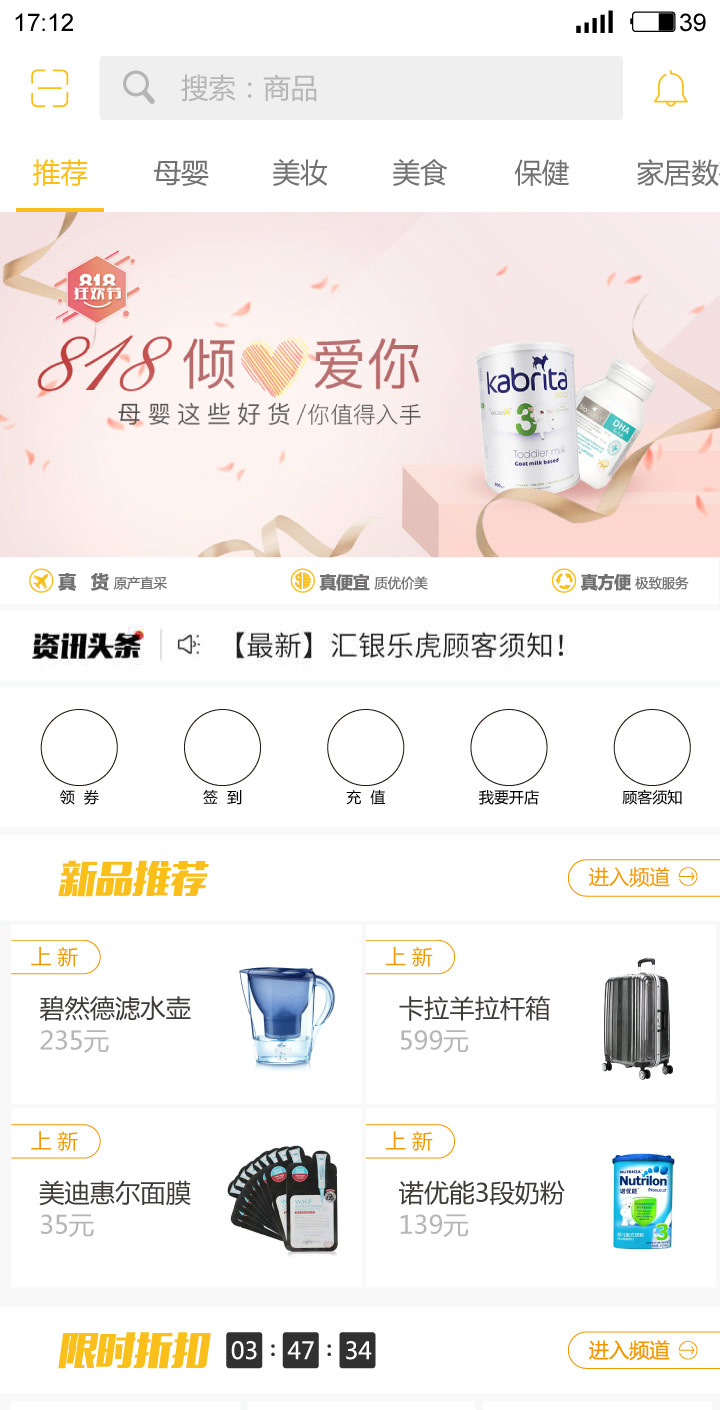 17:12
39
搜索：商品
推荐 母婴 美妆 美食 保健 家居数
818
狂欢节
818 倾 爱你
母婴这些好货/你值得入手
kabrita
GOLD
3
Toddler milk
Goat milk based
DHA
真 货 原产直采
真便宜 质优价美
真方便 极致服务
资讯头条 【最新】汇银乐虎顾客须知！
领 券 签 到 充 值 我要开店 顾客须知
新品推荐 进入频道
上新
碧然德滤水壶
235元
上新
卡拉羊拉杆箱
599元
上新
美迪惠尔面膜
35元
上新
诺优能3段奶粉
139元
NUTRICIA
Nutrilon
诺优能
3
限时折扣 03 : 47 : 34 进入频道